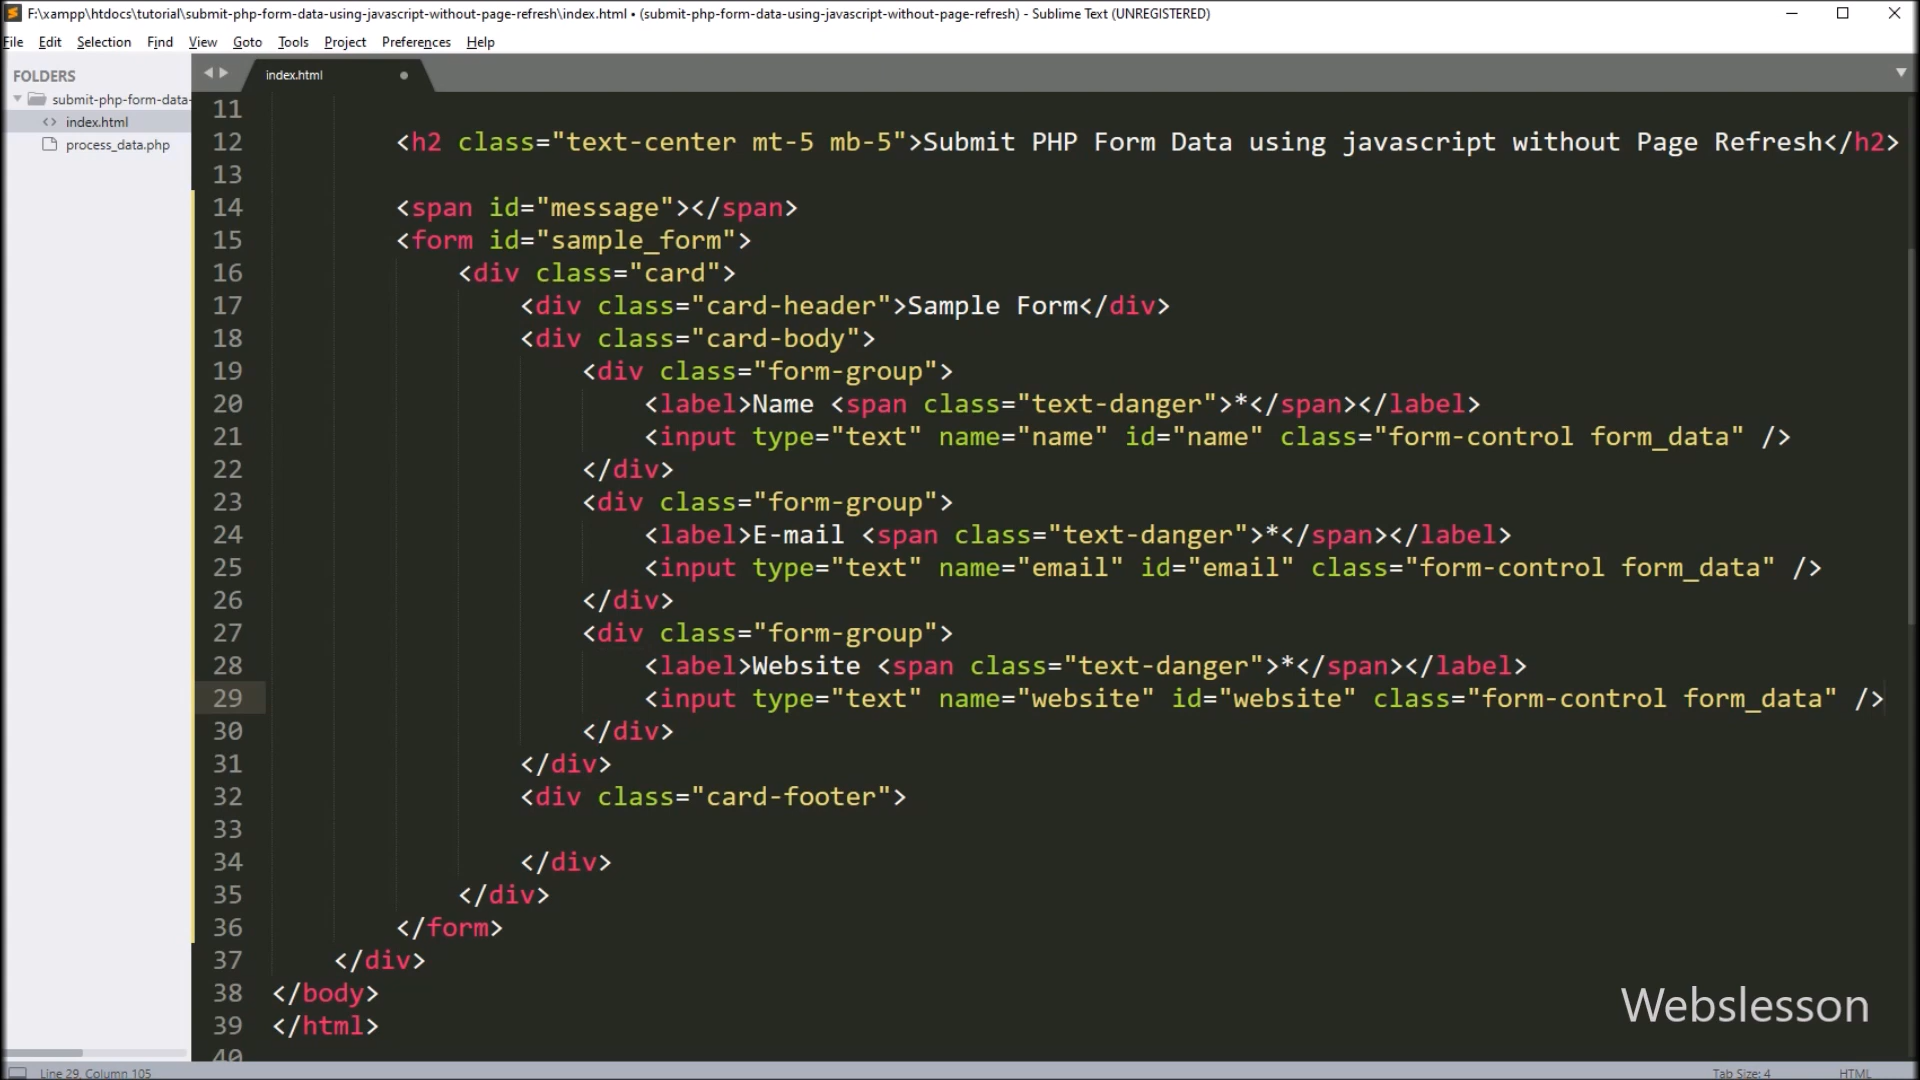 F:\xampp\htdocs\tutorial\submit-php-form-data-using-javascript-without-page-refresh\index.html • (submit-php-form-data-using-javascript-without-page-refresh) - Sublime Text (UNREGISTERED)
File Edit Selection Find View Goto Tools Project Preferences Help
FOLDERS
submit-php-form-data-
index.html
process_data.php
index.html
11
12 <h2 class="text-center mt-5 mb-5">Submit PHP Form Data using javascript without Page Refresh</h2>
13
14 <span id="message"></span>
15 <form id="sample_form">
16 <div class="card">
17 <div class="card-header">Sample Form</div>
18 <div class="card-body">
19 <div class="form-group">
20 <label>Name <span class="text-danger">*</span></label>
21 <input type="text" name="name" id="name" class="form-control form_data" />
22 </div>
23 <div class="form-group">
24 <label>E-mail <span class="text-danger">*</span></label>
25 <input type="text" name="email" id="email" class="form-control form_data" />
26 </div>
27 <div class="form-group">
28 <label>Website <span class="text-danger">*</span></label>
29 <input type="text" name="website" id="website" class="form-control form_data" />
30 </div>
31 </div>
32 <div class="card-footer">
33
34 </div>
35 </div>
36 </form>
37 </div>
38 </body>
39 </html>
40
Webslesson
Line 29, Column 105
Tab Size: 4
HTML